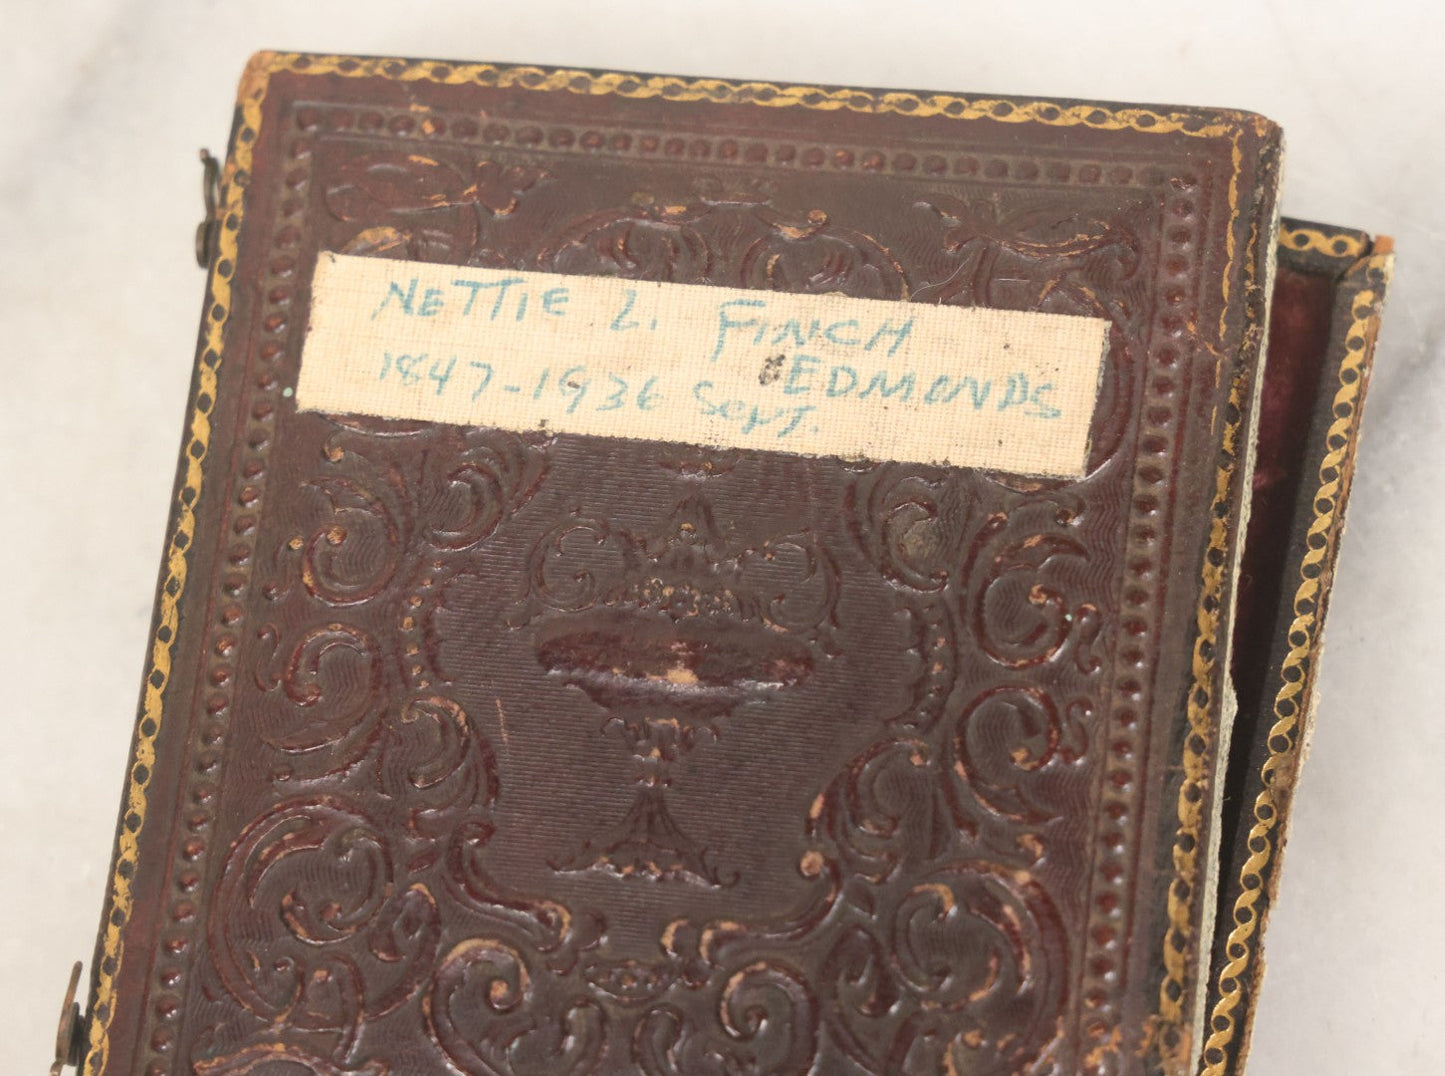 NETTIE L. FINCH
EDMONDS
1847-1936 SEPT.